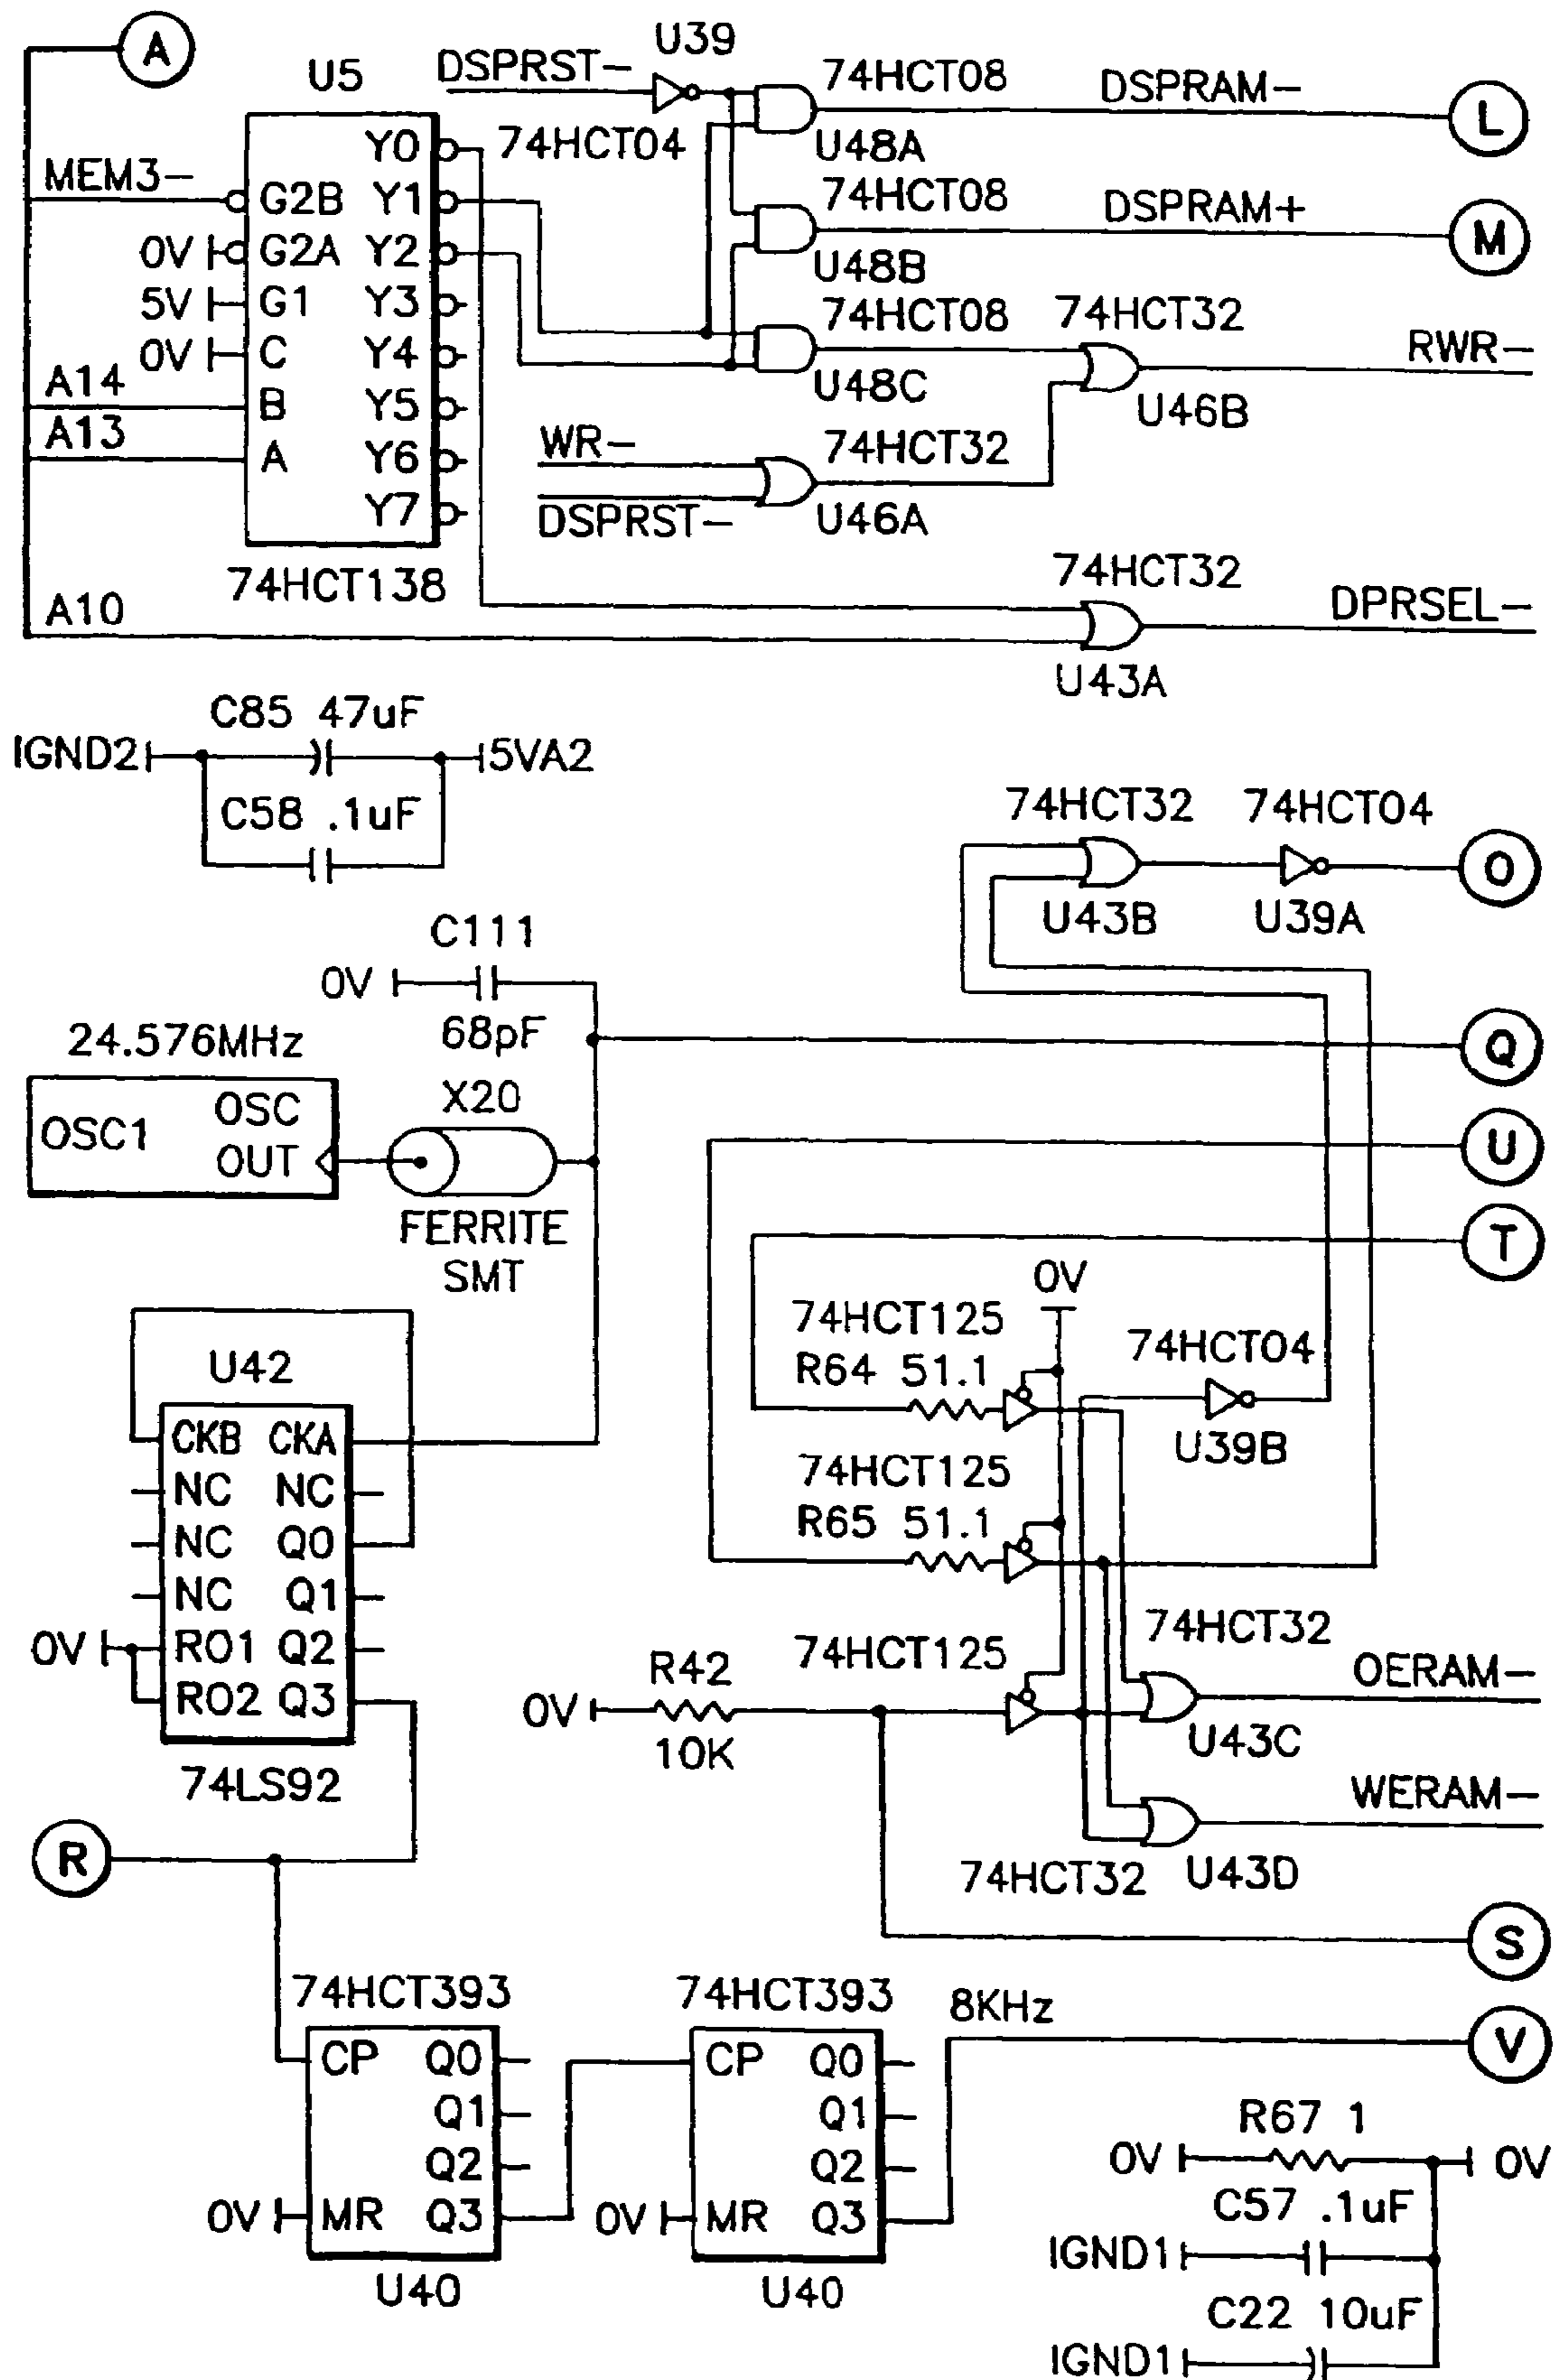 A
U39
DSPRST-
74HCT08
DSPRAM-
L
U5
74HCT04
U48A
Y0
MEM3-
G2B Y1
74HCT08
DSPRAM+
M
0V G2A Y2
U48B
5V G1 Y3
74HCT08
74HCT32
0V C Y4
RWR-
U48C
A14
B Y5
U46B
A13
A Y6
WR-
74HCT32
Y7
DSPRST-
U46A
74HCT138
74HCT32
A10
DPRSEL-
U43A
C85 47uF
IGND2 5VA2
C58 .1uF
74HCT32 74HCT04
O
U43B U39A
C111
0V
68pF
24.576MHz
Q
X20
OSC1 OSC
OUT
U
FERRITE
SMT
T
0V
74HCT125
74HCT04
U42
R64 51.1
CKB CKA
U39B
74HCT125
NC NC
R65 51.1
NC Q0
NC Q1
74HCT32
0V RO1 Q2
R42
74HCT125
OERAM-
RO2 Q3
0V
10K
U43C
74LS92
WERAM-
R
74HCT32
U43D
S
74HCT393 74HCT393
8KHz
V
CP Q0 CP Q0
Q1 Q1
R67 1
Q2 Q2
0V 0V
0V MR Q3 0V MR Q3
C57 .1uF
IGND1
U40 U40
C22 10uF
IGND1